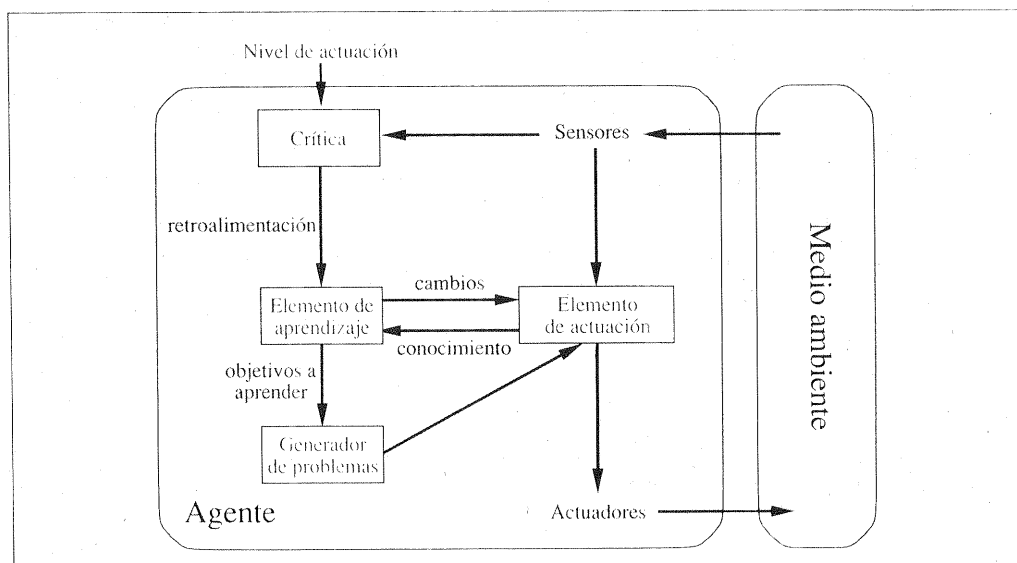 Nivel de actuación
Crítica
Sensores
retroalimentación
cambios
Elemento de
aprendizaje
Elemento
de actuación
conocimiento
objetivos a
aprender
Generador
de problemas
Agente
Actuadores
Medio ambiente